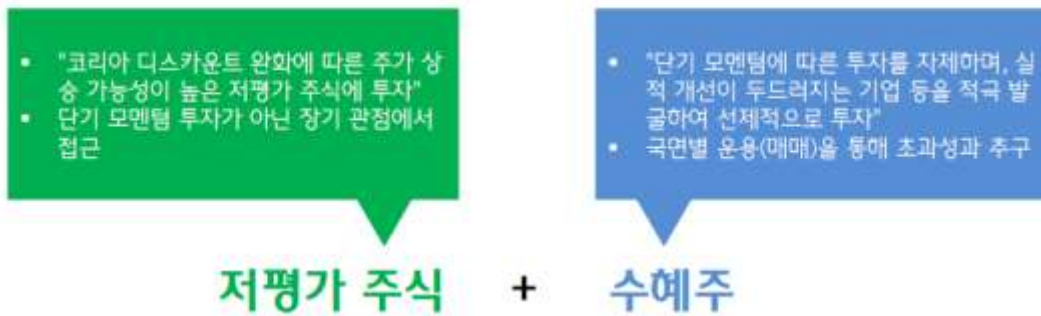 • "코리아 디스카운트 완화에 따른 주가 상
승 가능성이 높은 저평가 주식에 투자"
• 단기 모멘텀 투자가 아닌 장기 관점에서
접근
• "단기 모멘텀에 따른 투자를 자제하며, 실
적 개선이 두드러지는 기업 등을 적극 발
굴하여 선제적으로 투자"
• 국면별 운용(매매)을 통해 초과성과 추구
저평가 주식 + 수혜주